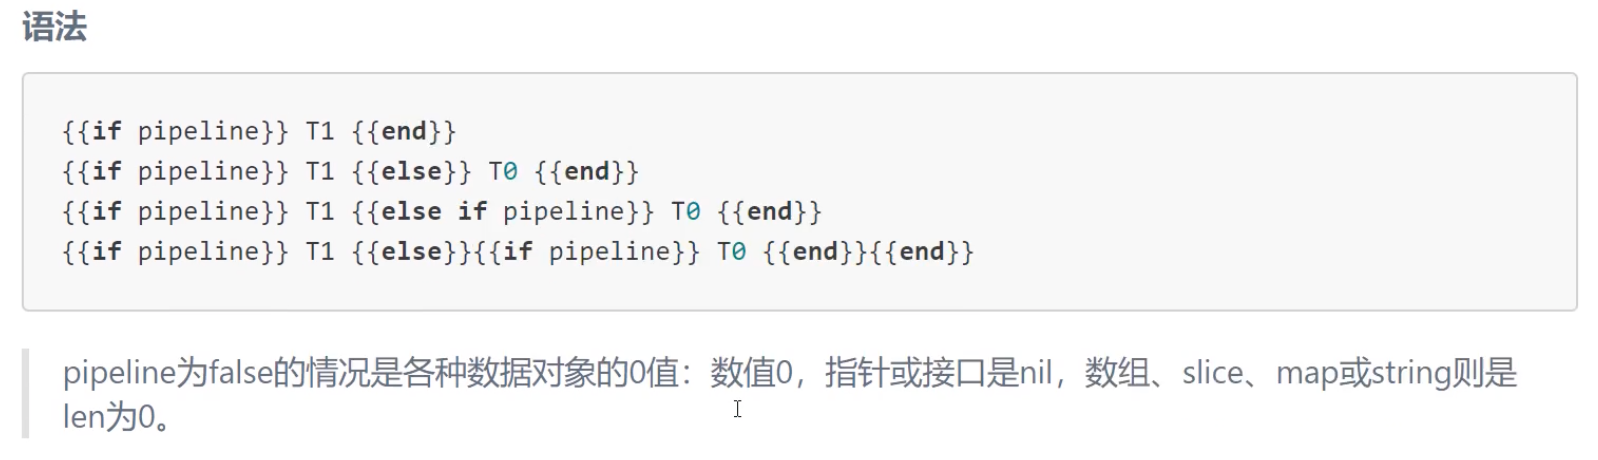 语法
{{if pipeline}} T1 {{end}}
{{if pipeline}} T1 {{else}} T0 {{end}}
{{if pipeline}} T1 {{else if pipeline}} T0 {{end}}
{{if pipeline}} T1 {{else}}{{if pipeline}} T0 {{end}}{{end}}
pipeline为false的情况是各种数据对象的0值：数值0，指针或接口是nil，数组、slice、map或string则是
len为0。